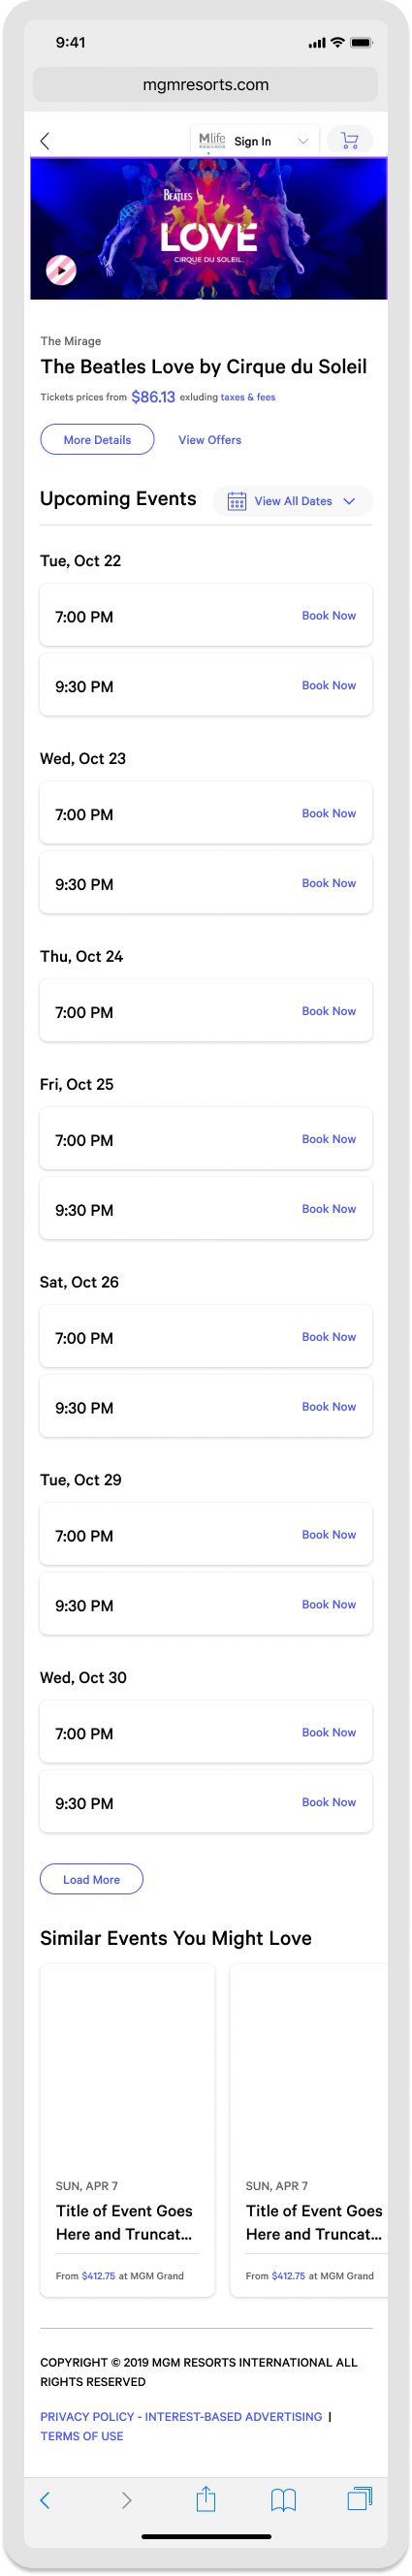 9:41
mgmresorts.com
Mlife
REWARDS
Sign In
THE
BEATLES
LOVE
CIRQUE DU SOLEIL.
The Mirage
The Beatles Love by Cirque du Soleil
Tickets prices from $86.13 exluding taxes & fees
More Details
View Offers
Upcoming Events
View All Dates
Tue, Oct 22
7:00 PM Book Now
9:30 PM Book Now
Wed, Oct 23
7:00 PM Book Now
9:30 PM Book Now
Thu, Oct 24
7:00 PM Book Now
Fri, Oct 25
7:00 PM Book Now
9:30 PM Book Now
Sat, Oct 26
7:00 PM Book Now
9:30 PM Book Now
Tue, Oct 29
7:00 PM Book Now
9:30 PM Book Now
Wed, Oct 30
7:00 PM Book Now
9:30 PM Book Now
Load More
Similar Events You Might Love
SUN, APR 7
Title of Event Goes
Here and Truncat...
From $412.75 at MGM Grand
SUN, APR 7
Title of Event Goes
Here and Truncat...
From $412.75 at MGM Grand
COPYRIGHT © 2019 MGM RESORTS INTERNATIONAL ALL
RIGHTS RESERVED
PRIVACY POLICY - INTEREST-BASED ADVERTISING |
TERMS OF USE